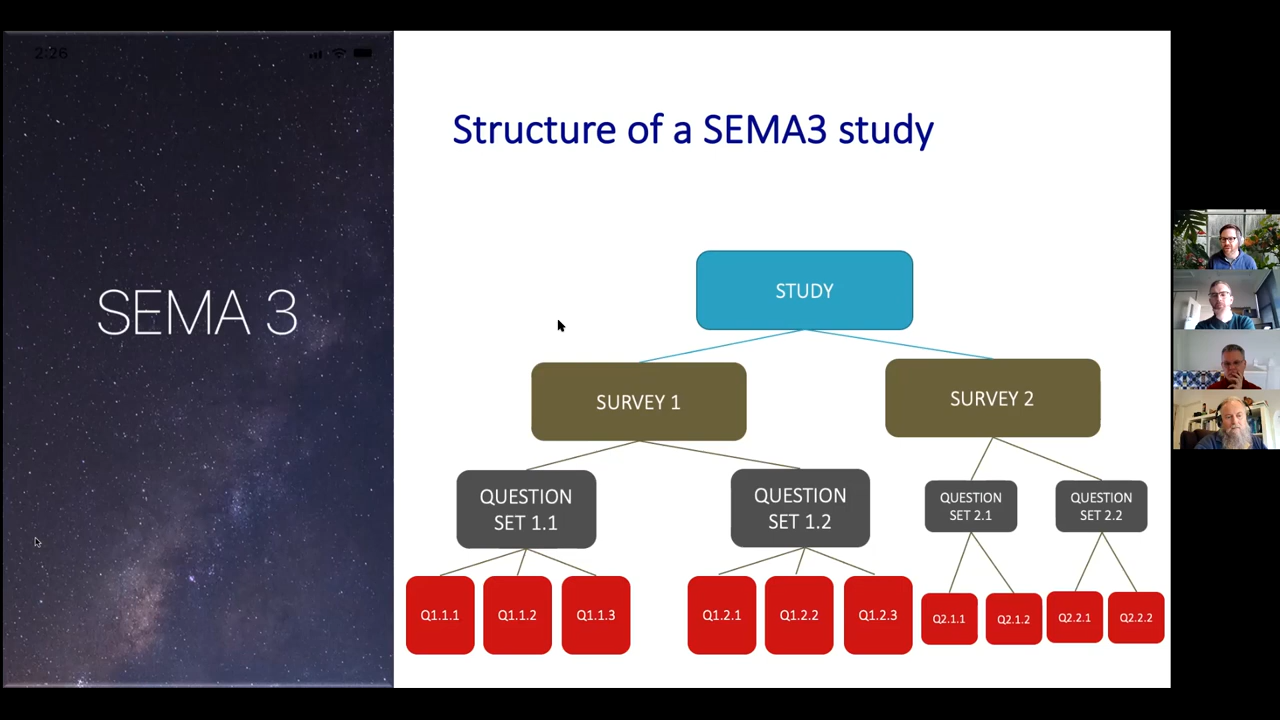 2:26
SEMA 3
Structure of a SEMA3 study
STUDY
SURVEY 1
SURVEY 2
QUESTION
SET 1.1
QUESTION
SET 1.2
QUESTION
SET 2.1
QUESTION
SET 2.2
Q1.1.1
Q1.1.2
Q1.1.3
Q1.2.1
Q1.2.2
Q1.2.3
Q2.1.1
Q2.1.2
Q2.2.1
Q2.2.2